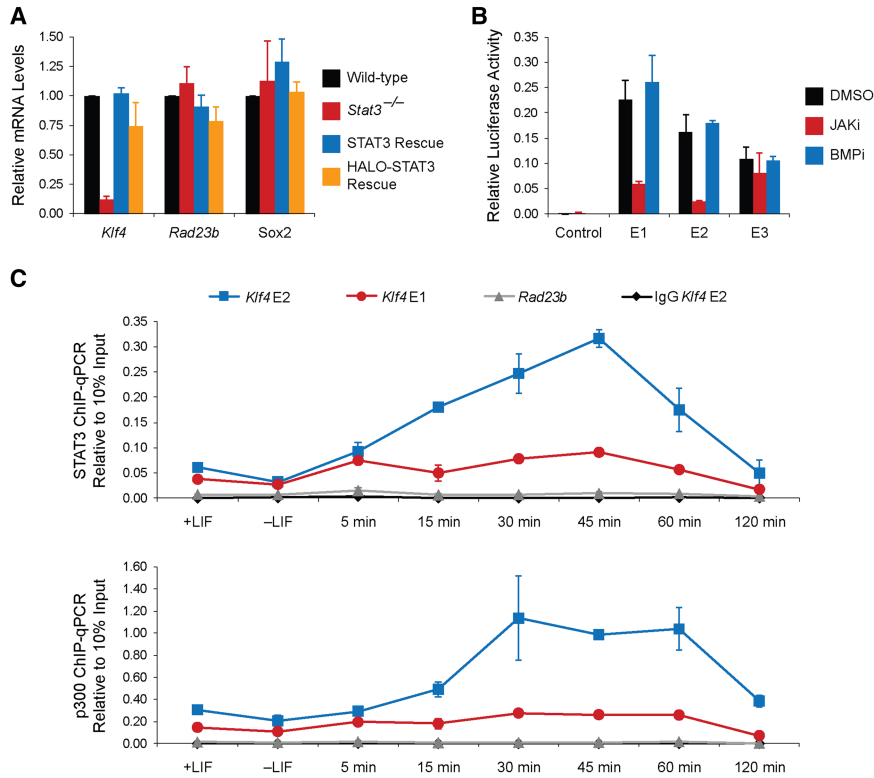 A
Relative mRNA Levels
1.50
1.25
1.00
0.75
0.50
0.25
0.00
Klf4
Rad23b
Sox2
Wild-type
Stat3–/–
STAT3 Rescue
HALO-STAT3
Rescue
B
Relative Luciferase Activity
0.35
0.30
0.25
0.20
0.15
0.10
0.05
0.00
Control
E1
E2
E3
DMSO
JAKi
BMPi
C
Klf4 E2
Klf4 E1
Rad23b
IgG Klf4 E2
STAT3 ChIP-qPCR
Relative to 10% Input
0.35
0.30
0.25
0.20
0.15
0.10
0.05
0.00
+LIF
–LIF
5 min
15 min
30 min
45 min
60 min
120 min
p300 ChIP-qPCR
Relative to 10% Input
1.60
1.40
1.20
1.00
0.80
0.60
0.40
0.20
0.00
+LIF
–LIF
5 min
15 min
30 min
45 min
60 min
120 min